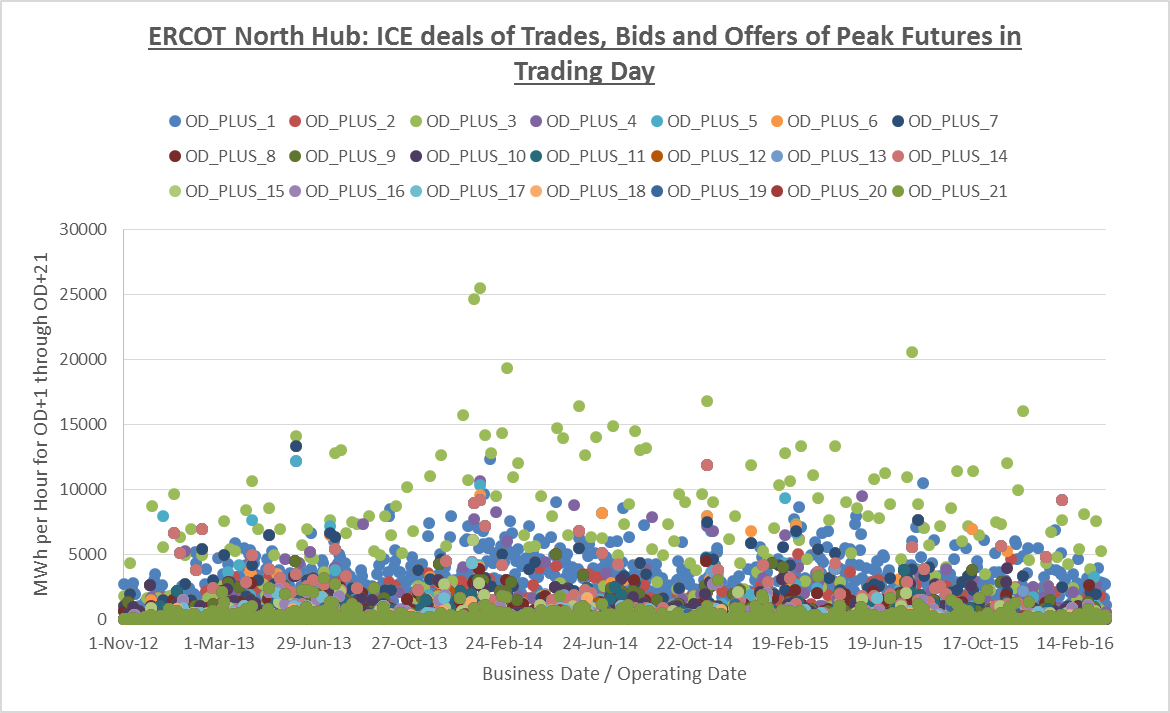 ERCOT North Hub: ICE deals of Trades, Bids and Offers of Peak Futures in
Trading Day
OD_PLUS_1 OD_PLUS_2 OD_PLUS_3 OD_PLUS_4 OD_PLUS_5 OD_PLUS_6 OD_PLUS_7
OD_PLUS_8 OD_PLUS_9 OD_PLUS_10 OD_PLUS_11 OD_PLUS_12 OD_PLUS_13 OD_PLUS_14
OD_PLUS_15 OD_PLUS_16 OD_PLUS_17 OD_PLUS_18 OD_PLUS_19 OD_PLUS_20 OD_PLUS_21
MWh per Hour for OD+1 through OD+21
30000
25000
20000
15000
10000
5000
0
1-Nov-12 1-Mar-13 29-Jun-13 27-Oct-13 24-Feb-14 24-Jun-14 22-Oct-14 19-Feb-15 19-Jun-15 17-Oct-15 14-Feb-16
Business Date / Operating Date